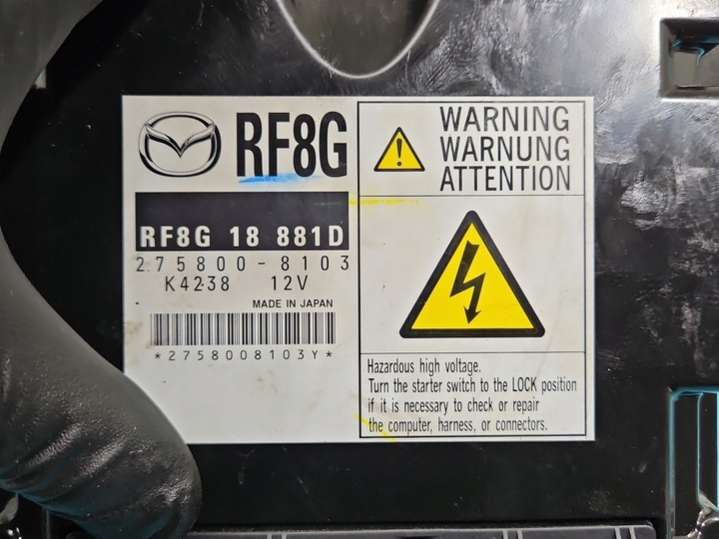 RF8G
RF8G 18 881D
275800-8103
K4238 12V
MADE IN JAPAN
*2758008103Y*
WARNING
WARNUNG
ATTENTION
Hazardous high voltage.
Turn the starter switch to the LOCK position
if it is necessary to check or repair
the computer, harness, or connectors.